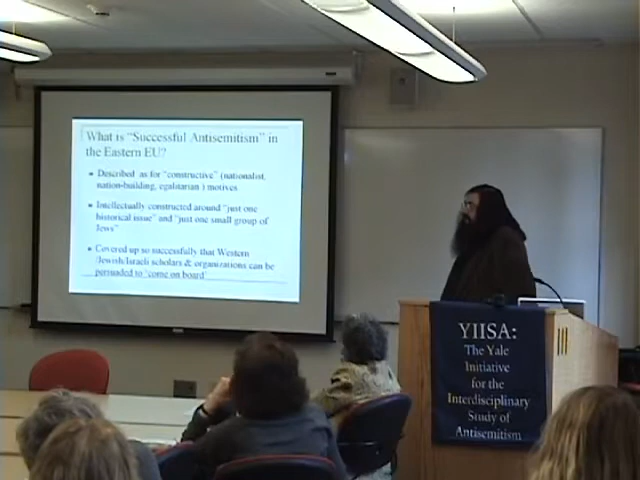 What is "Successful Antisemitism" in
the Eastern EU?
Described as for "constructive" (nationalist,
nation-building, egalitarian ) motives
Intellectually constructed around "just one
historical issue" and "just one small group of
Jews"
Covered up so successfully that Western
/Jewish/Israeli scholars & organizations can be
persuaded to 'come on board'
YIISA:
The Yale
Initiative
for the
Interdisciplinary
Study of
Antisemitism